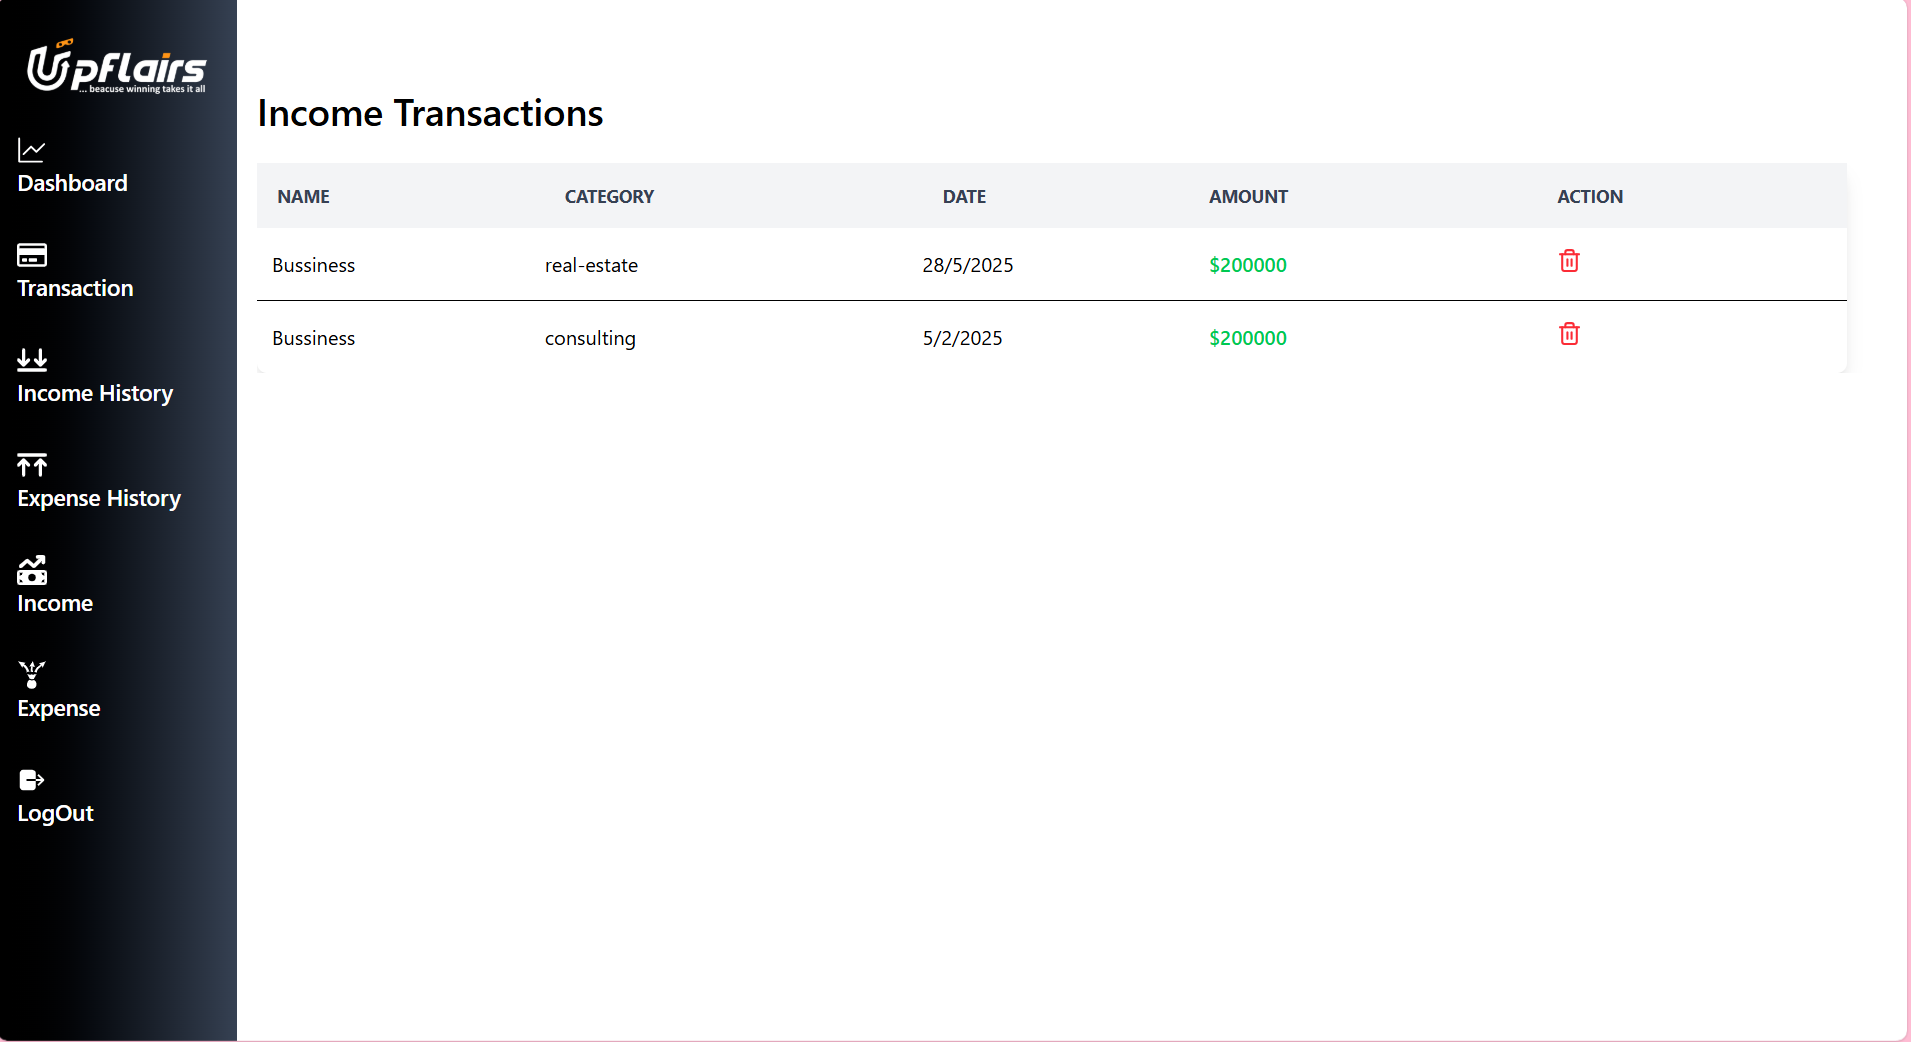 Upflairs
... beacuse winning takes it all
Dashboard
Transaction
Income History
Expense History
Income
Expense
LogOut
Income Transactions
NAME CATEGORY DATE AMOUNT ACTION
Bussiness real-estate 28/5/2025 $200000
Bussiness consulting 5/2/2025 $200000